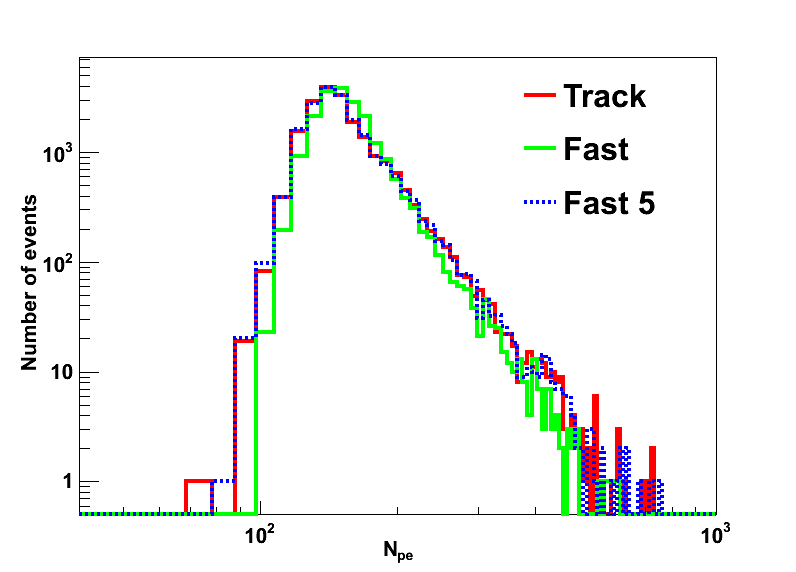 Track
Fast
Fast 5
10³
10²
10
1
Number of events
10²
10³
N_pe